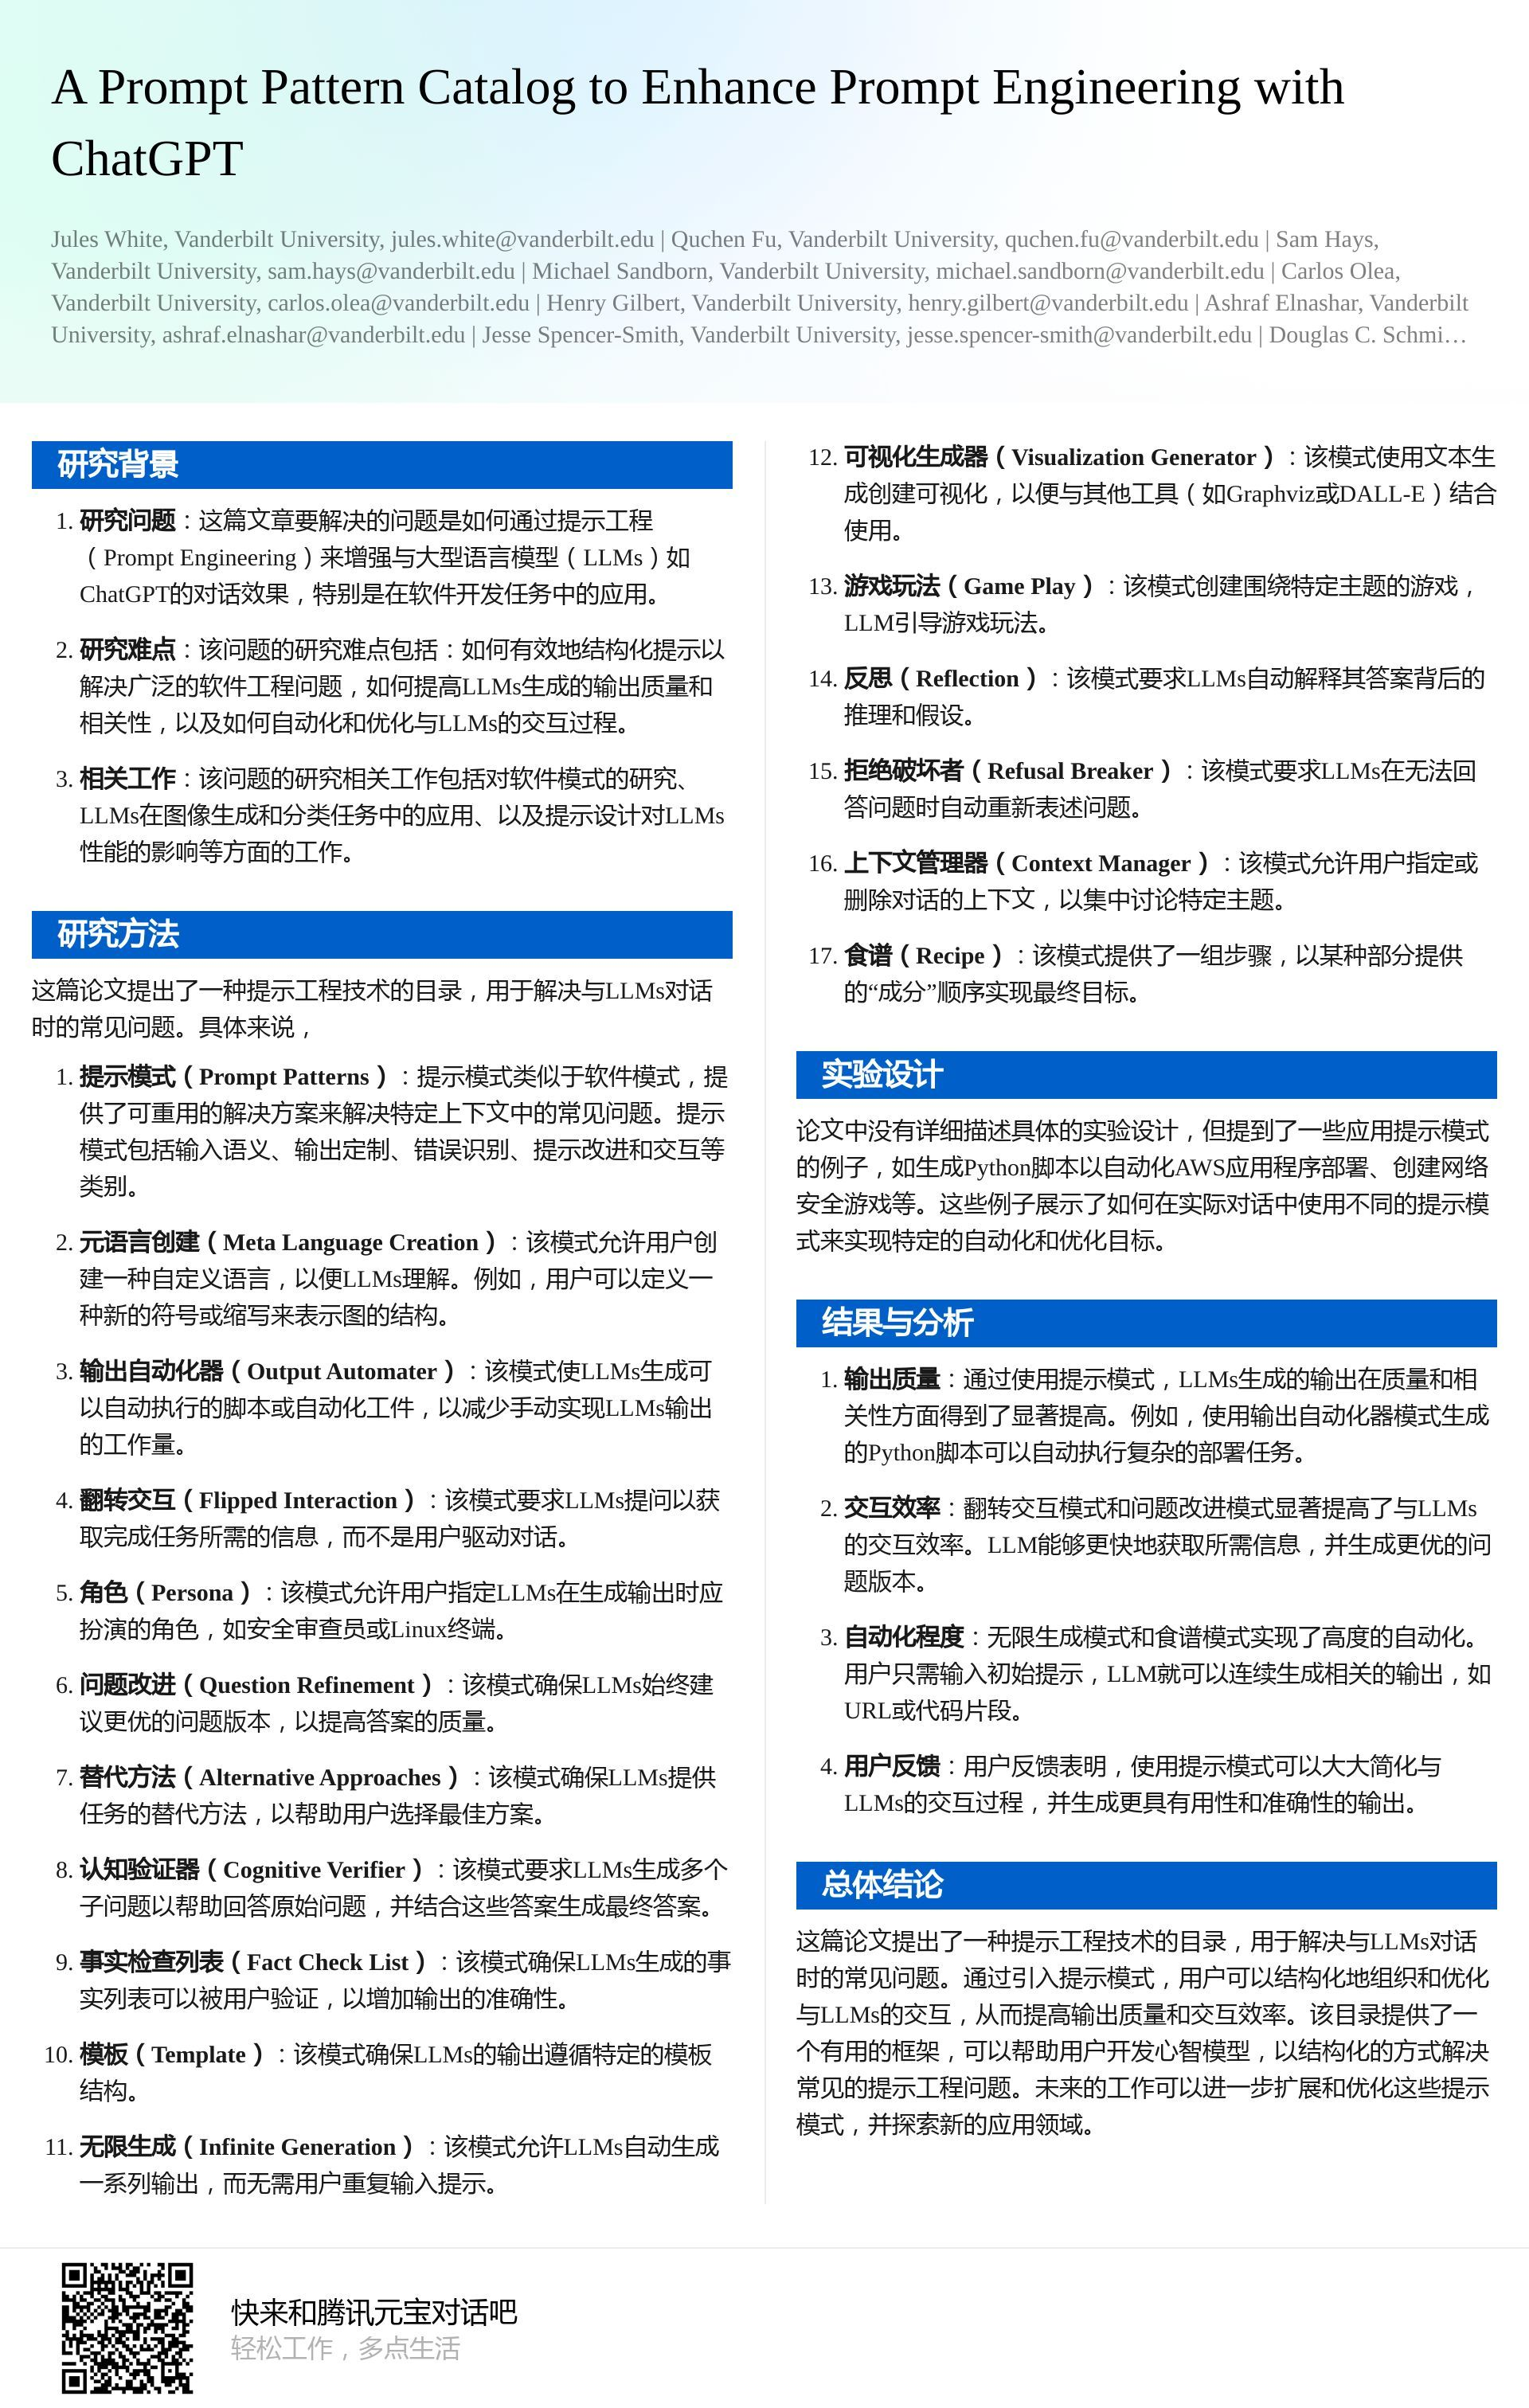 A Prompt Pattern Catalog to Enhance Prompt Engineering with
ChatGPT
Jules White, Vanderbilt University, jules.white@vanderbilt.edu | Quchen Fu, Vanderbilt University, quchen.fu@vanderbilt.edu | Sam Hays,
Vanderbilt University, sam.hays@vanderbilt.edu | Michael Sandborn, Vanderbilt University, michael.sandborn@vanderbilt.edu | Carlos Olea,
Vanderbilt University, carlos.olea@vanderbilt.edu | Henry Gilbert, Vanderbilt University, henry.gilbert@vanderbilt.edu | Ashraf Elnashar, Vanderbilt
University, ashraf.elnashar@vanderbilt.edu | Jesse Spencer-Smith, Vanderbilt University, jesse.spencer-smith@vanderbilt.edu | Douglas C. Schmi…
研究背景
1. 研究问题：这篇文章要解决的问题是如何通过提示工程
（Prompt Engineering）来增强与大型语言模型（LLMs）如
ChatGPT的对话效果，特别是在软件开发任务中的应用。
2. 研究难点：该问题的研究难点包括：如何有效地结构化提示以
解决广泛的软件工程问题，如何提高LLMs生成的输出质量和
相关性，以及如何自动化和优化与LLMs的交互过程。
3. 相关工作：该问题的研究相关工作包括对软件模式的研究、
LLMs在图像生成和分类任务中的应用、以及提示设计对LLMs
性能的影响等方面的工作。
研究方法
这篇论文提出了一种提示工程技术的目录，用于解决与LLMs对话
时的常见问题。具体来说，
1. 提示模式（Prompt Patterns）：提示模式类似于软件模式，提
供了可重用的解决方案来解决特定上下文中的常见问题。提示
模式包括输入语义、输出定制、错误识别、提示改进和交互等
类别。
2. 元语言创建（Meta Language Creation）：该模式允许用户创
建一种自定义语言，以便LLMs理解。例如，用户可以定义一
种新的符号或缩写来表示图的结构。
3. 输出自动化器（Output Automater）：该模式使LLMs生成可
以自动执行的脚本或自动化工件，以减少手动实现LLMs输出
的工作量。
4. 翻转交互（Flipped Interaction）：该模式要求LLMs提问以获
取完成任务所需的信息，而不是用户驱动对话。
5. 角色（Persona）：该模式允许用户指定LLMs在生成输出时应
扮演的角色，如安全审查员或Linux终端。
6. 问题改进（Question Refinement）：该模式确保LLMs始终建
议更优的问题版本，以提高答案的质量。
7. 替代方法（Alternative Approaches）：该模式确保LLMs提供
任务的替代方法，以帮助用户选择最佳方案。
8. 认知验证器（Cognitive Verifier）：该模式要求LLMs生成多个
子问题以帮助回答原始问题，并结合这些答案生成最终答案。
9. 事实检查列表（Fact Check List）：该模式确保LLMs生成的事
实列表可以被用户验证，以增加输出的准确性。
10. 模板（Template）：该模式确保LLMs的输出遵循特定的模板
结构。
11. 无限生成（Infinite Generation）：该模式允许LLMs自动生成
一系列输出，而无需用户重复输入提示。
12. 可视化生成器（Visualization Generator）：该模式使用文本生
成创建可视化，以便与其他工具（如Graphviz或DALL-E）结合
使用。
13. 游戏玩法（Game Play）：该模式创建围绕特定主题的游戏，
LLM引导游戏玩法。
14. 反思（Reflection）：该模式要求LLMs自动解释其答案背后的
推理和假设。
15. 拒绝破坏者（Refusal Breaker）：该模式要求LLMs在无法回
答问题时自动重新表述问题。
16. 上下文管理器（Context Manager）：该模式允许用户指定或
删除对话的上下文，以集中讨论特定主题。
17. 食谱（Recipe）：该模式提供了一组步骤，以某种部分提供
的“成分”顺序实现最终目标。
实验设计
论文中没有详细描述具体的实验设计，但提到了一些应用提示模式
的例子，如生成Python脚本以自动化AWS应用程序部署、创建网络
安全游戏等。这些例子展示了如何在实际对话中使用不同的提示模
式来实现特定的自动化和优化目标。
结果与分析
1. 输出质量：通过使用提示模式，LLMs生成的输出在质量和相
关性方面得到了显著提高。例如，使用输出自动化器模式生成
的Python脚本可以自动执行复杂的部署任务。
2. 交互效率：翻转交互模式和问题改进模式显著提高了与LLMs
的交互效率。LLM能够更快地获取所需信息，并生成更优的问
题版本。
3. 自动化程度：无限生成模式和食谱模式实现了高度的自动化。
用户只需输入初始提示，LLM就可以连续生成相关的输出，如
URL或代码片段。
4. 用户反馈：用户反馈表明，使用提示模式可以大大简化与
LLMs的交互过程，并生成更具有用性和准确性的输出。
总体结论
这篇论文提出了一种提示工程技术的目录，用于解决与LLMs对话
时的常见问题。通过引入提示模式，用户可以结构化地组织和优化
与LLMs的交互，从而提高输出质量和交互效率。该目录提供了一
个有用的框架，可以帮助用户开发心智模型，以结构化的方式解决
常见的提示工程问题。未来的工作可以进一步扩展和优化这些提示
模式，并探索新的应用领域。
快来和腾讯元宝对话吧
轻松工作，多点生活